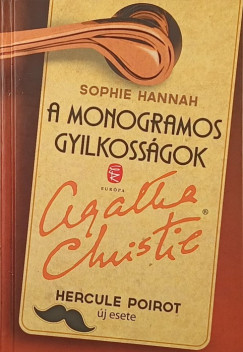 SOPHIE HANNAH
A MONOGRAMOS
GYILKOSSÁGOK
EURÓPA
Agatha
Christie®
HERCULE POIROT
új esete